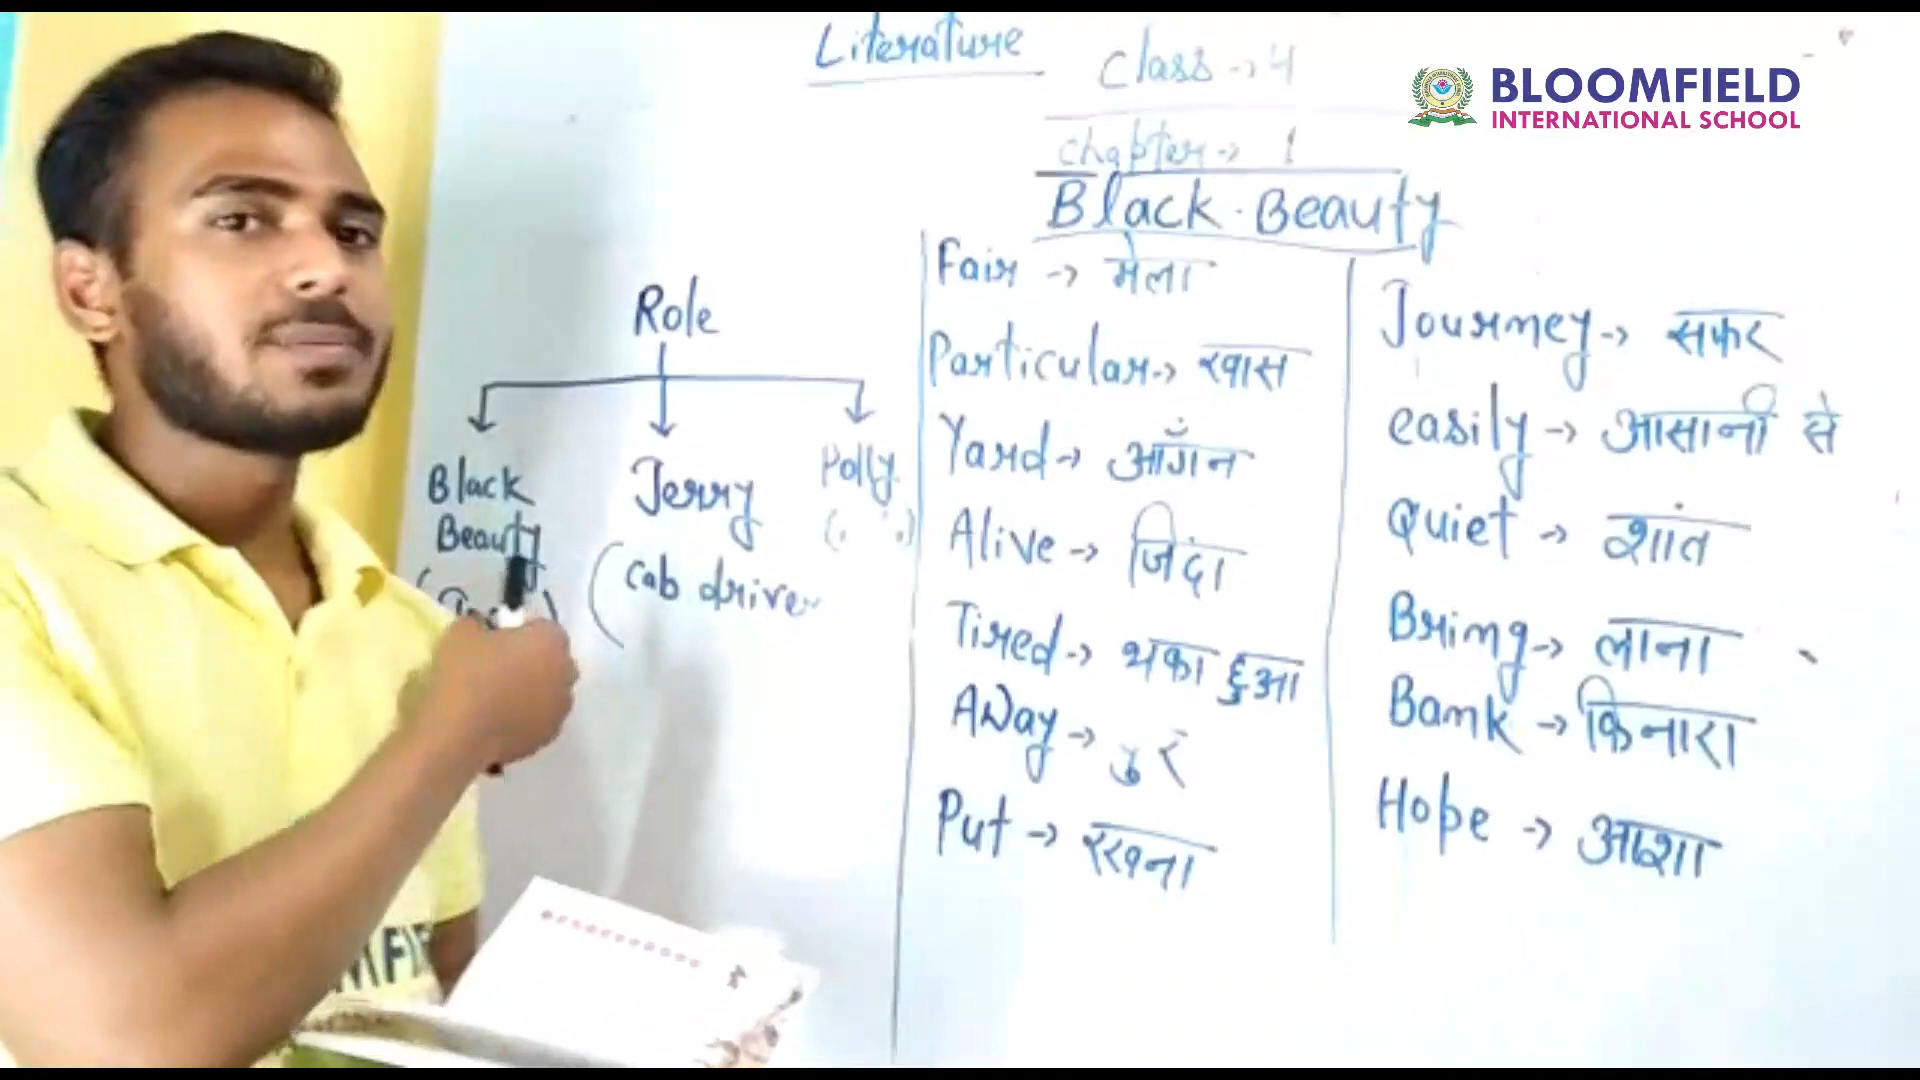 Literature
Class → 4
BLOOMFIELD
INTERNATIONAL SCHOOL
Chapter → 1
Black Beauty
Role
Black
Beauty
Jerry
(cab driver
Polly
Fair → मेला
Particular → खास
Yard → आँगन
Alive → जिंदा
Tired → थका हुआ
Away →
Put → रखना
Journey → सफर
easily → आसानी से
Quiet → शांत
Bring → लाना
Bank → किनारा
Hope → आशा